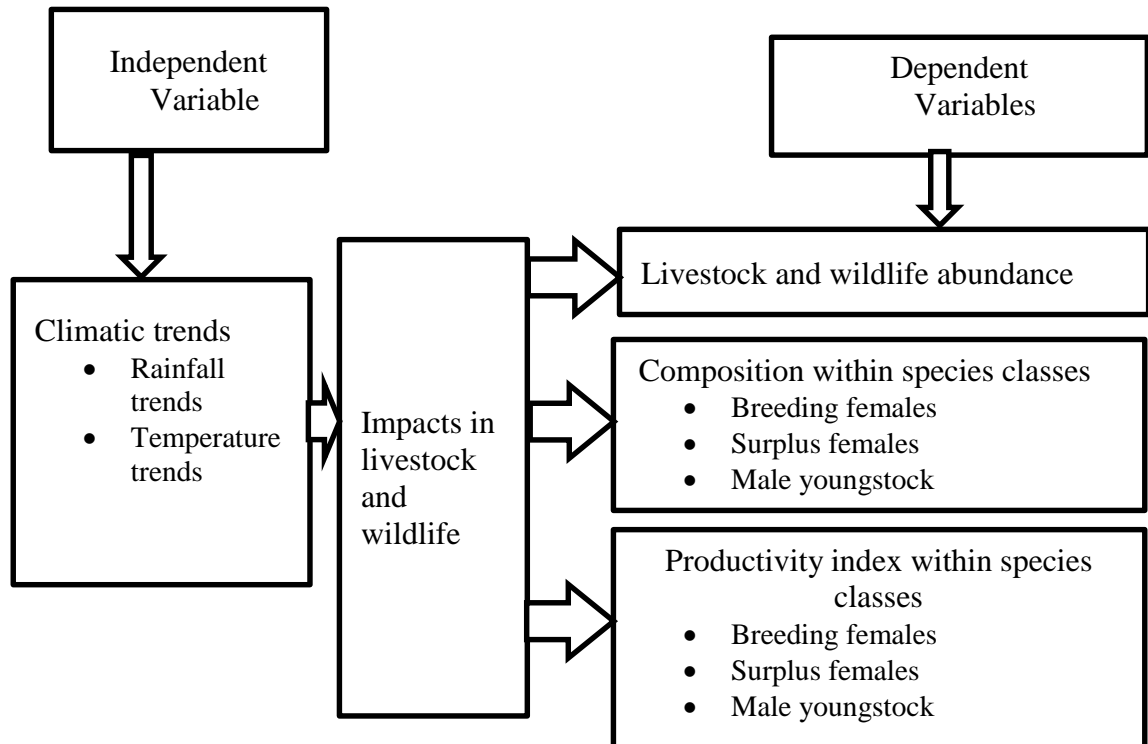 Independent
Variable
Dependent
Variables
Climatic trends
• Rainfall
trends
• Temperature
trends
Impacts in
livestock
and
wildlife
Livestock and wildlife abundance
Composition within species classes
• Breeding females
• Surplus females
• Male youngstock
Productivity index within species
classes
• Breeding females
• Surplus females
• Male youngstock